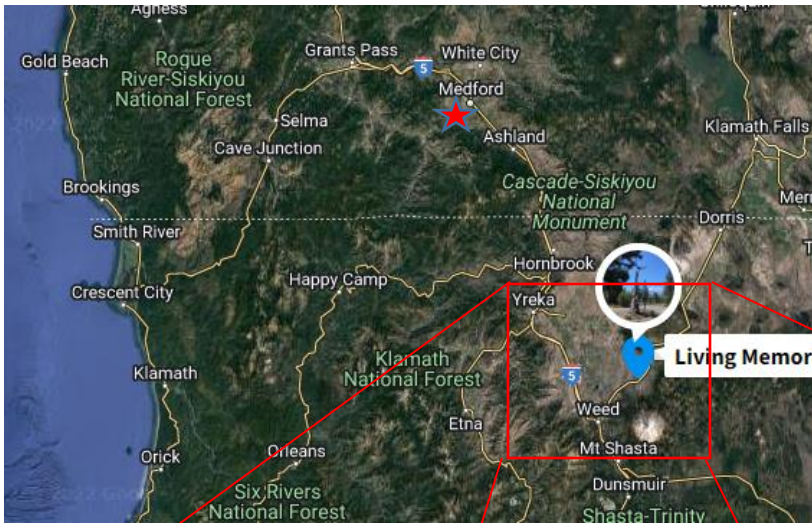 Agness
Gold Beach
Rogue
River-Siskiyou
National Forest
Grants Pass
White City
5
Medford
Selma
Cave Junction
Ashland
Klamath Falls
Brookings
Cascade-Siskiyou
National
Monument
Dorris
Smith River
Hornbrook
Happy Camp
Crescent City
Yreka
Klamath
National Forest
Living Memor
Klamath
5
Weed
Etna
Orick
Orleans
Mt Shasta
Six Rivers
National Forest
Dunsmuir
Shasta-Trinity